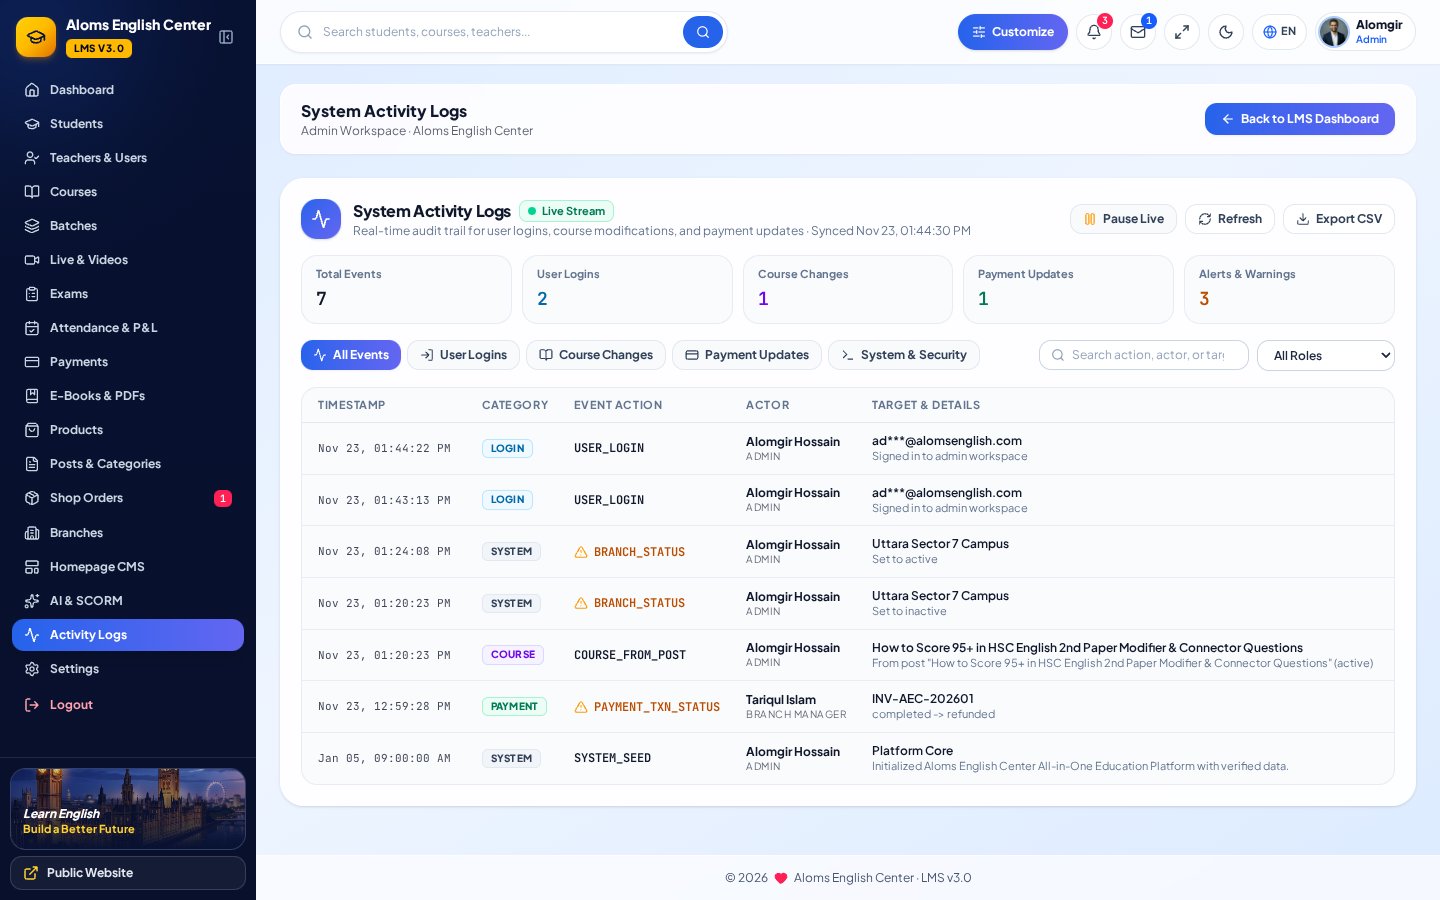 Aloms English Center
LMS V3.0
Dashboard
Students
Teachers & Users
Courses
Batches
Live & Videos
Exams
Attendance & P&L
Payments
E-Books & PDFs
Products
Posts & Categories
Shop Orders 1
Branches
Homepage CMS
AI & SCORM
Activity Logs
Settings
Logout
Learn English
Build a Better Future
Public Website
Search students, courses, teachers...
Customize
3
1
EN
Alomgir
Admin
System Activity Logs
Admin Workspace · Aloms English Center
Back to LMS Dashboard
System Activity Logs Live Stream
Real-time audit trail for user logins, course modifications, and payment updates · Synced Nov 23, 01:44:30 PM
Pause Live Refresh Export CSV
Total Events
7
User Logins
2
Course Changes
1
Payment Updates
1
Alerts & Warnings
3
All Events User Logins Course Changes Payment Updates System & Security
Search action, actor, or targ
All Roles
TIMESTAMP CATEGORY EVENT ACTION ACTOR TARGET & DETAILS
Nov 23, 01:44:22 PM LOGIN USER_LOGIN Alomgir Hossain ad***@alomsenglish.com
ADMIN Signed in to admin workspace
Nov 23, 01:43:13 PM LOGIN USER_LOGIN Alomgir Hossain ad***@alomsenglish.com
ADMIN Signed in to admin workspace
Nov 23, 01:24:08 PM SYSTEM BRANCH_STATUS Alomgir Hossain Uttara Sector 7 Campus
ADMIN Set to active
Nov 23, 01:20:23 PM SYSTEM BRANCH_STATUS Alomgir Hossain Uttara Sector 7 Campus
ADMIN Set to inactive
Nov 23, 01:20:23 PM COURSE COURSE_FROM_POST Alomgir Hossain How to Score 95+ in HSC English 2nd Paper Modifier & Connector Questions
ADMIN From post "How to Score 95+ in HSC English 2nd Paper Modifier & Connector Questions" (active)
Nov 23, 12:59:28 PM PAYMENT PAYMENT_TXN_STATUS Tariqul Islam INV-AEC-202601
BRANCH MANAGER completed -> refunded
Jan 05, 09:00:00 AM SYSTEM SYSTEM_SEED Alomgir Hossain Platform Core
ADMIN Initialized Aloms English Center All-in-One Education Platform with verified data.
© 2026 Aloms English Center · LMS v3.0